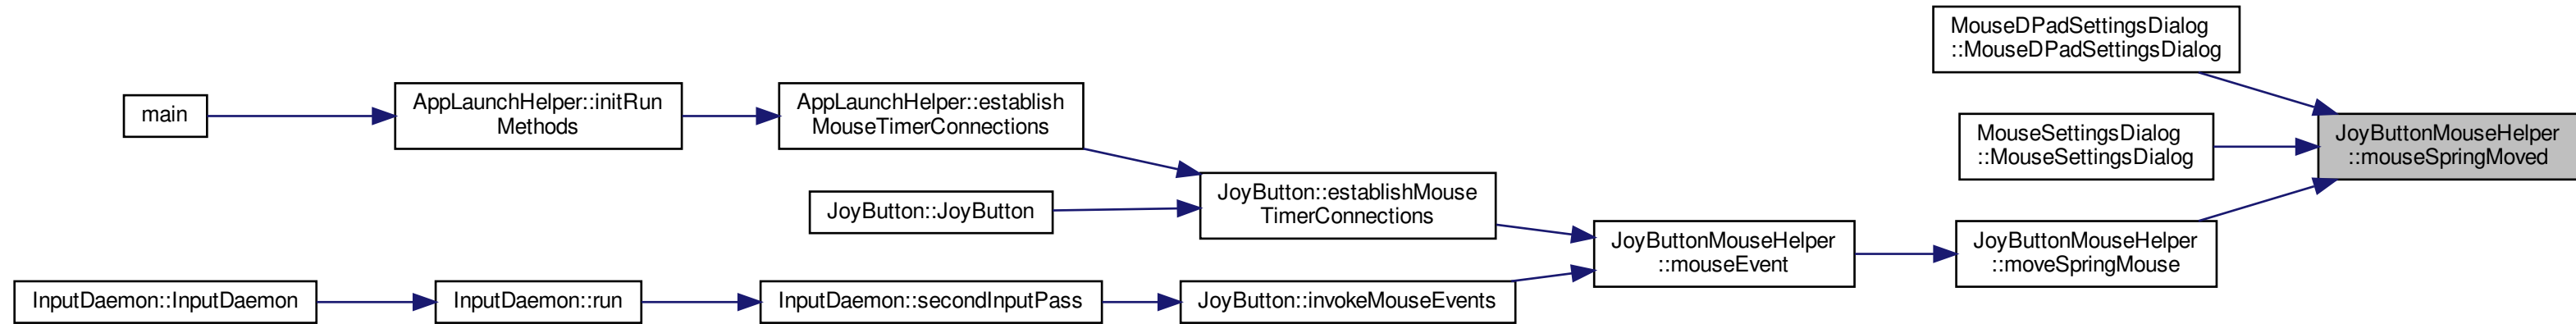 MouseDPadSettingsDialog
::MouseDPadSettingsDialog
main
AppLaunchHelper::initRun
Methods
AppLaunchHelper::establish
MouseTimerConnections
MouseSettingsDialog
::MouseSettingsDialog
JoyButtonMouseHelper
::mouseSpringMoved
JoyButton::JoyButton
JoyButton::establishMouse
TimerConnections
JoyButtonMouseHelper
::mouseEvent
JoyButtonMouseHelper
::moveSpringMouse
InputDaemon::InputDaemon
InputDaemon::run
InputDaemon::secondInputPass
JoyButton::invokeMouseEvents